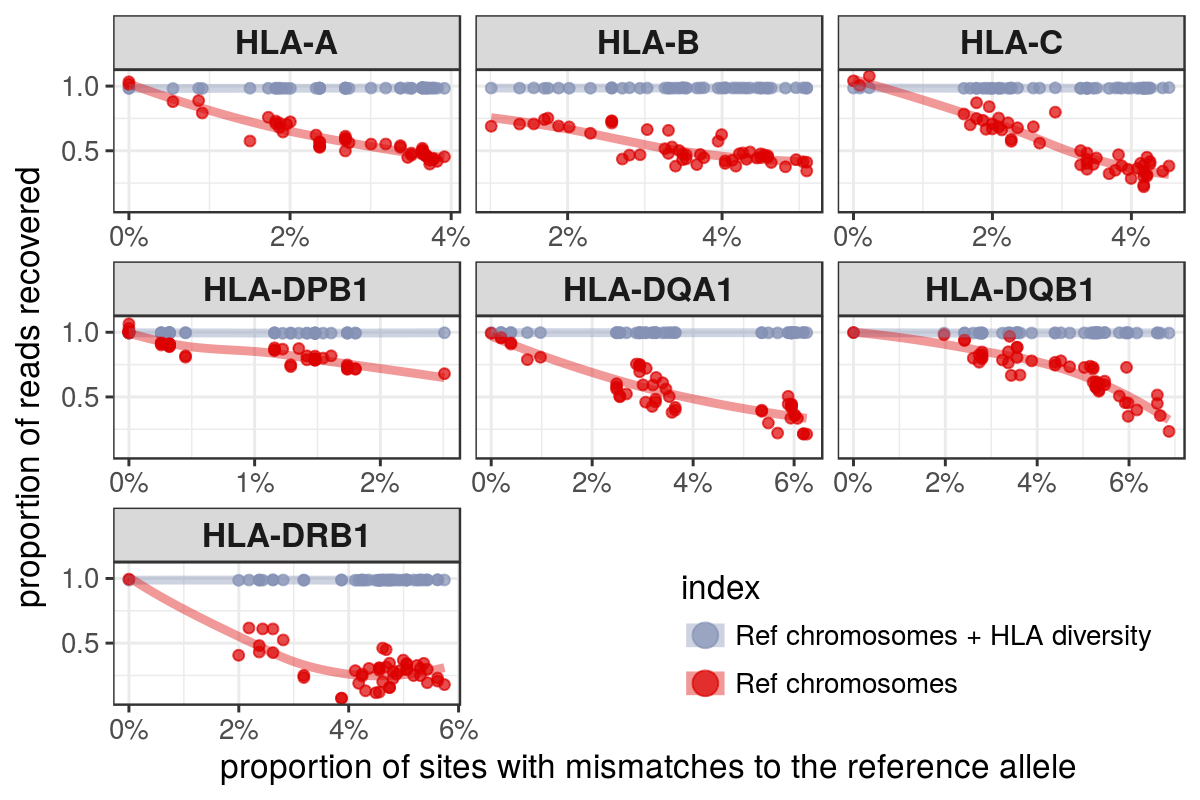 HLA-A HLA-B HLA-C
1.0
0.5
0% 2% 4% 2% 4% 0% 2% 4%
HLA-DPB1 HLA-DQA1 HLA-DQB1
1.0
0.5
0% 1% 2% 0% 2% 4% 6% 0% 2% 4% 6%
HLA-DRB1
1.0
0.5
0% 2% 4% 6%
proportion of reads recovered
proportion of sites with mismatches to the reference allele
index
Ref chromosomes + HLA diversity
Ref chromosomes